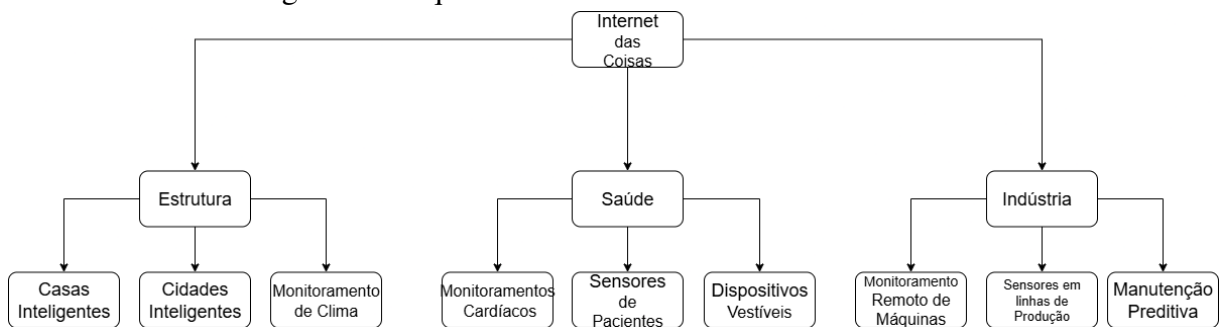 Internet
das
Coisas
Estrutura
Saúde
Indústria
Casas
Inteligentes
Cidades
Inteligentes
Monitoramento
de Clima
Monitoramentos
Cardíacos
Sensores
de
Pacientes
Dispositivos
Vestíveis
Monitoramento
Remoto de
Máquinas
Sensores em
linhas de
Produção
Manutenção
Preditiva